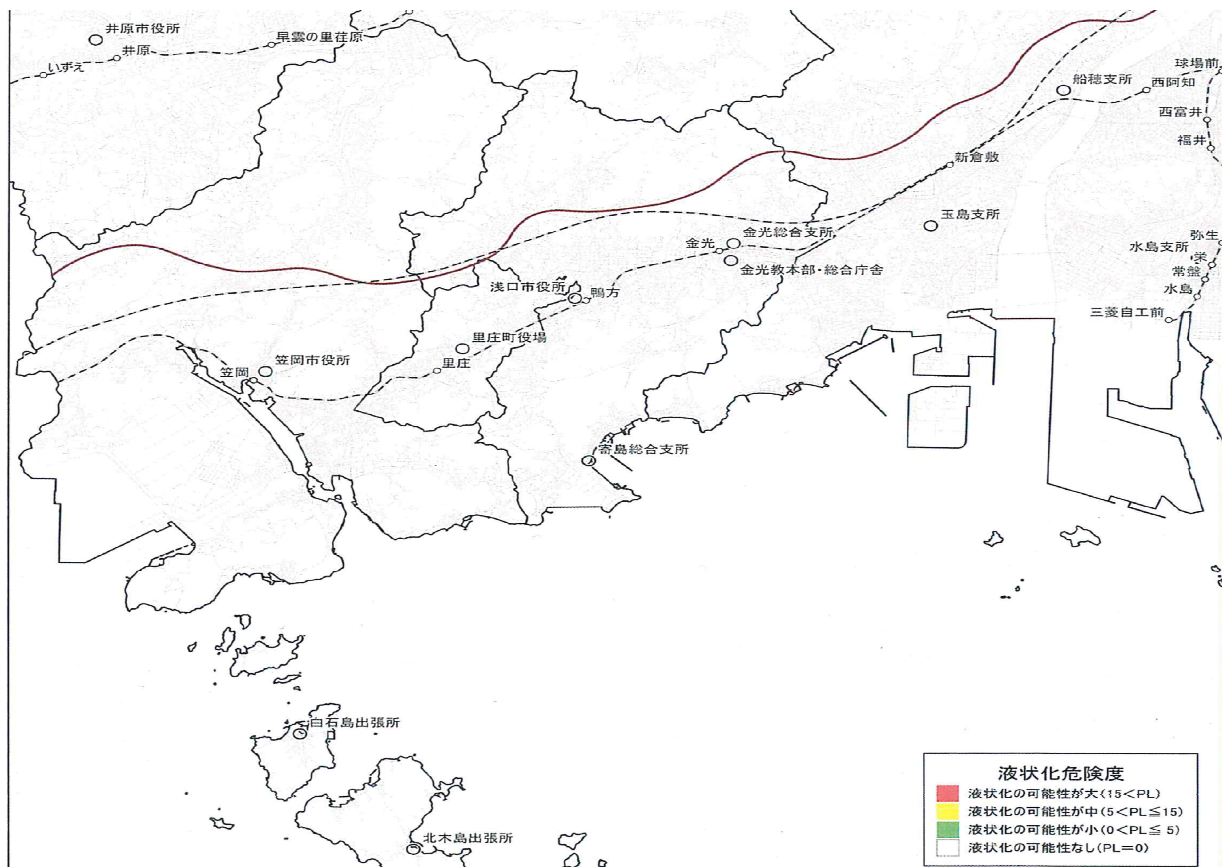 井原市役所
早雲の里荏原
井原
いずえ
球場前
船穂支所
西阿知
西富井
福井
新倉敷
玉島支所
金光総合支所
金光
金光教本部・総合庁舎
弥生
水島支所
栄
常盤
水島
浅口市役所
鴨方
三菱自工前
里庄町役場
里庄
笠岡市役所
笠岡
寄島総合支所
白石島出張所
北木島出張所
液状化危険度
液状化の可能性が大(15<PL)
液状化の可能性が中(5<PL≦15)
液状化の可能性が小(0<PL≦5)
液状化の可能性なし(PL=0)